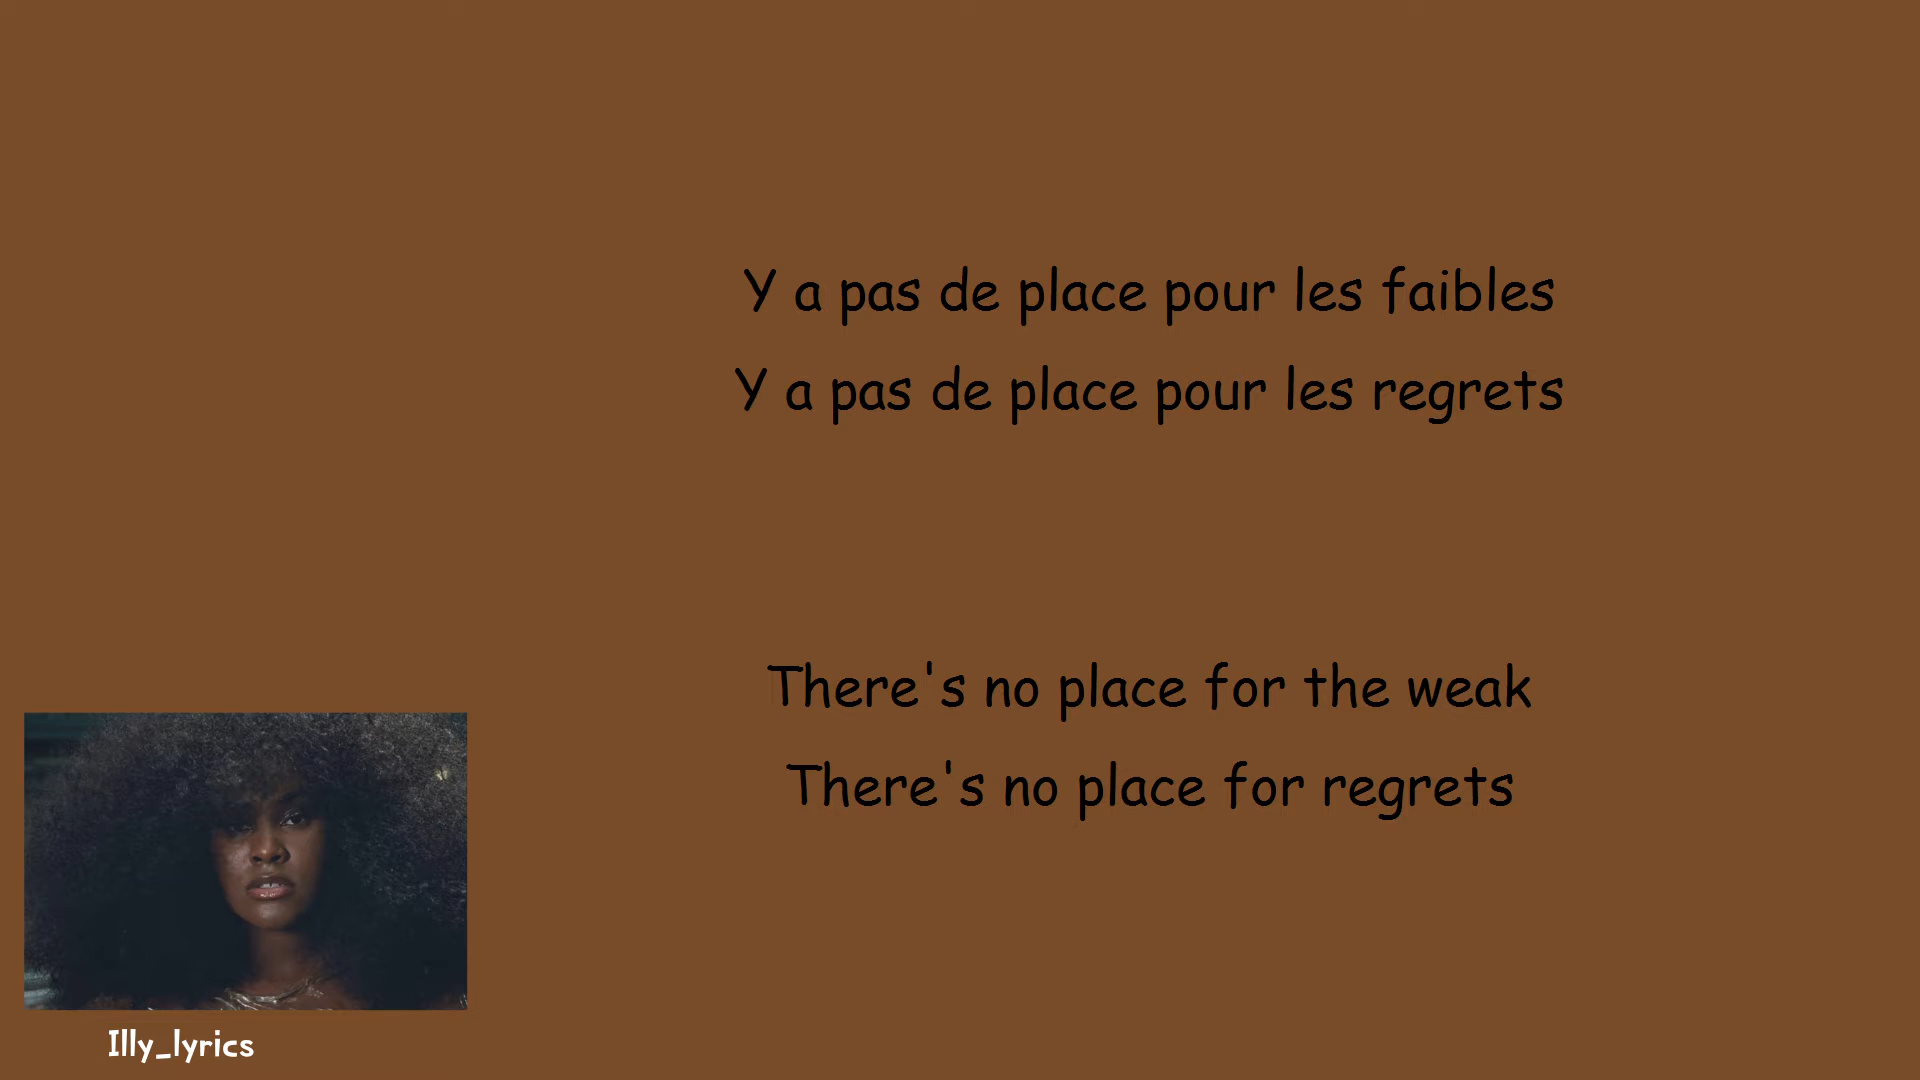 Y a pas de place pour les faibles
Y a pas de place pour les regrets
There's no place for the weak
There's no place for regrets
Illy_lyrics